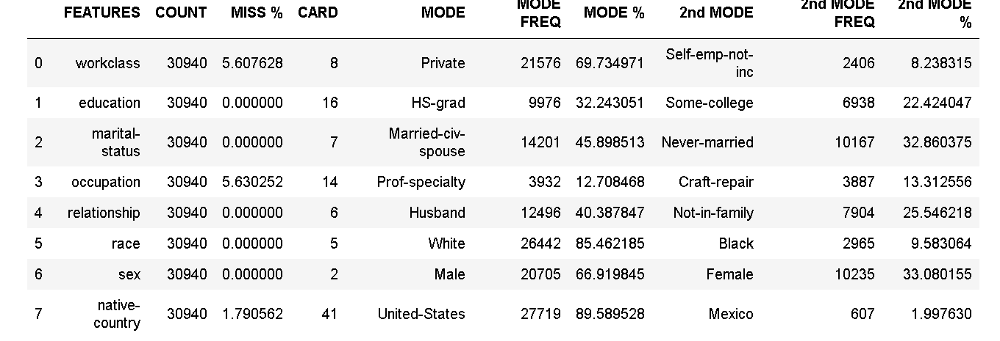 FEATURES COUNT MISS % CARD MODE MODE FREQ MODE % 2nd MODE 2nd MODE FREQ 2nd MODE %
0 workclass 30940 5.607628 8 Private 21576 69.734971 Self-emp-not-inc 2406 8.238315
1 education 30940 0.000000 16 HS-grad 9976 32.243051 Some-college 6938 22.424047
2 marital-status 30940 0.000000 7 Married-civ-spouse 14201 45.898513 Never-married 10167 32.860375
3 occupation 30940 5.630252 14 Prof-specialty 3932 12.708468 Craft-repair 3887 13.312556
4 relationship 30940 0.000000 6 Husband 12496 40.387847 Not-in-family 7904 25.546218
5 race 30940 0.000000 5 White 26442 85.462185 Black 2965 9.583064
6 sex 30940 0.000000 2 Male 20705 66.919845 Female 10235 33.080155
7 native-country 30940 1.790562 41 United-States 27719 89.589528 Mexico 607 1.997630